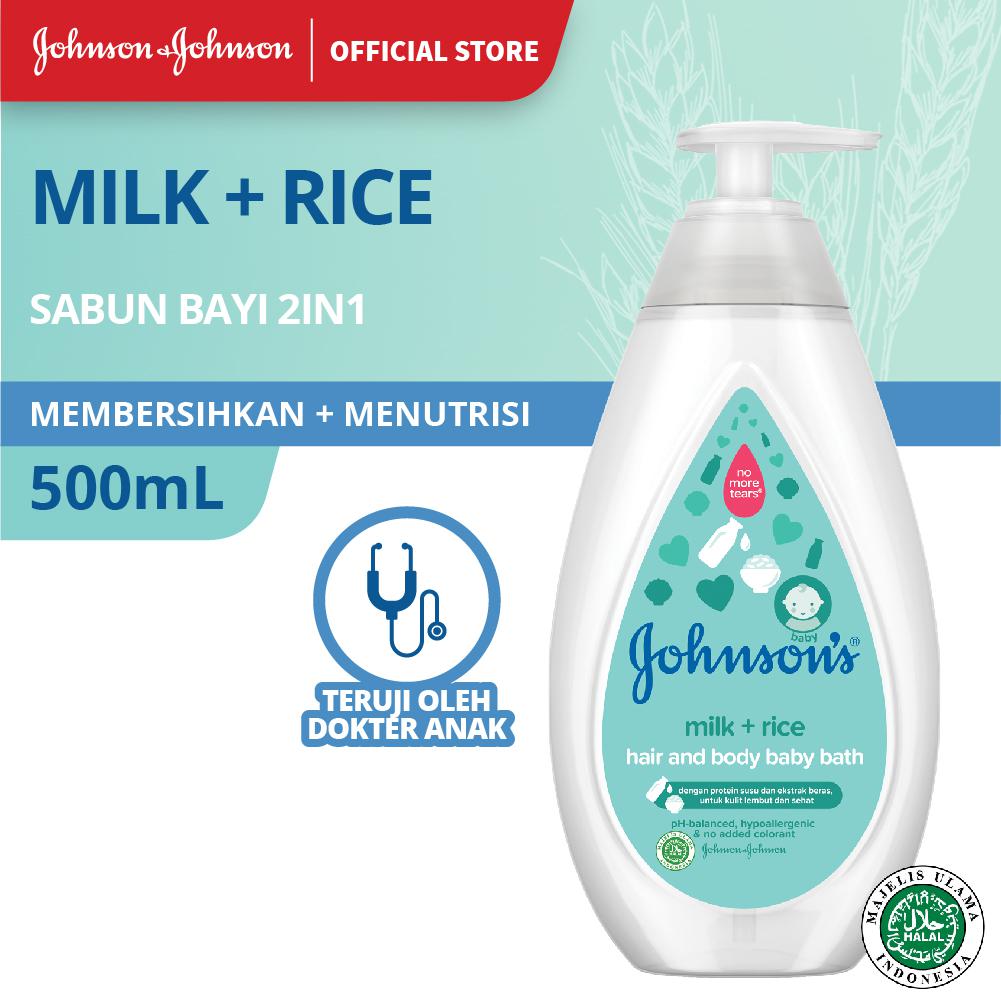 Johnson & Johnson
OFFICIAL STORE
MILK + RICE
SABUN BAYI 2IN1
MEMBERSIHKAN + MENUTRISI
500mL
TERUJI OLEH
DOKTER ANAK
no
more
tears®
baby
Johnson's®
milk + rice
hair and body baby bath
dengan protein susu dan ekstrak beras,
untuk kulit lembut dan sehat
pH-balanced, hypoallergenic
& no added colorant
Johnson & Johnson
MAJELIS ULAMA
حلال
HALAL
INDONESIA